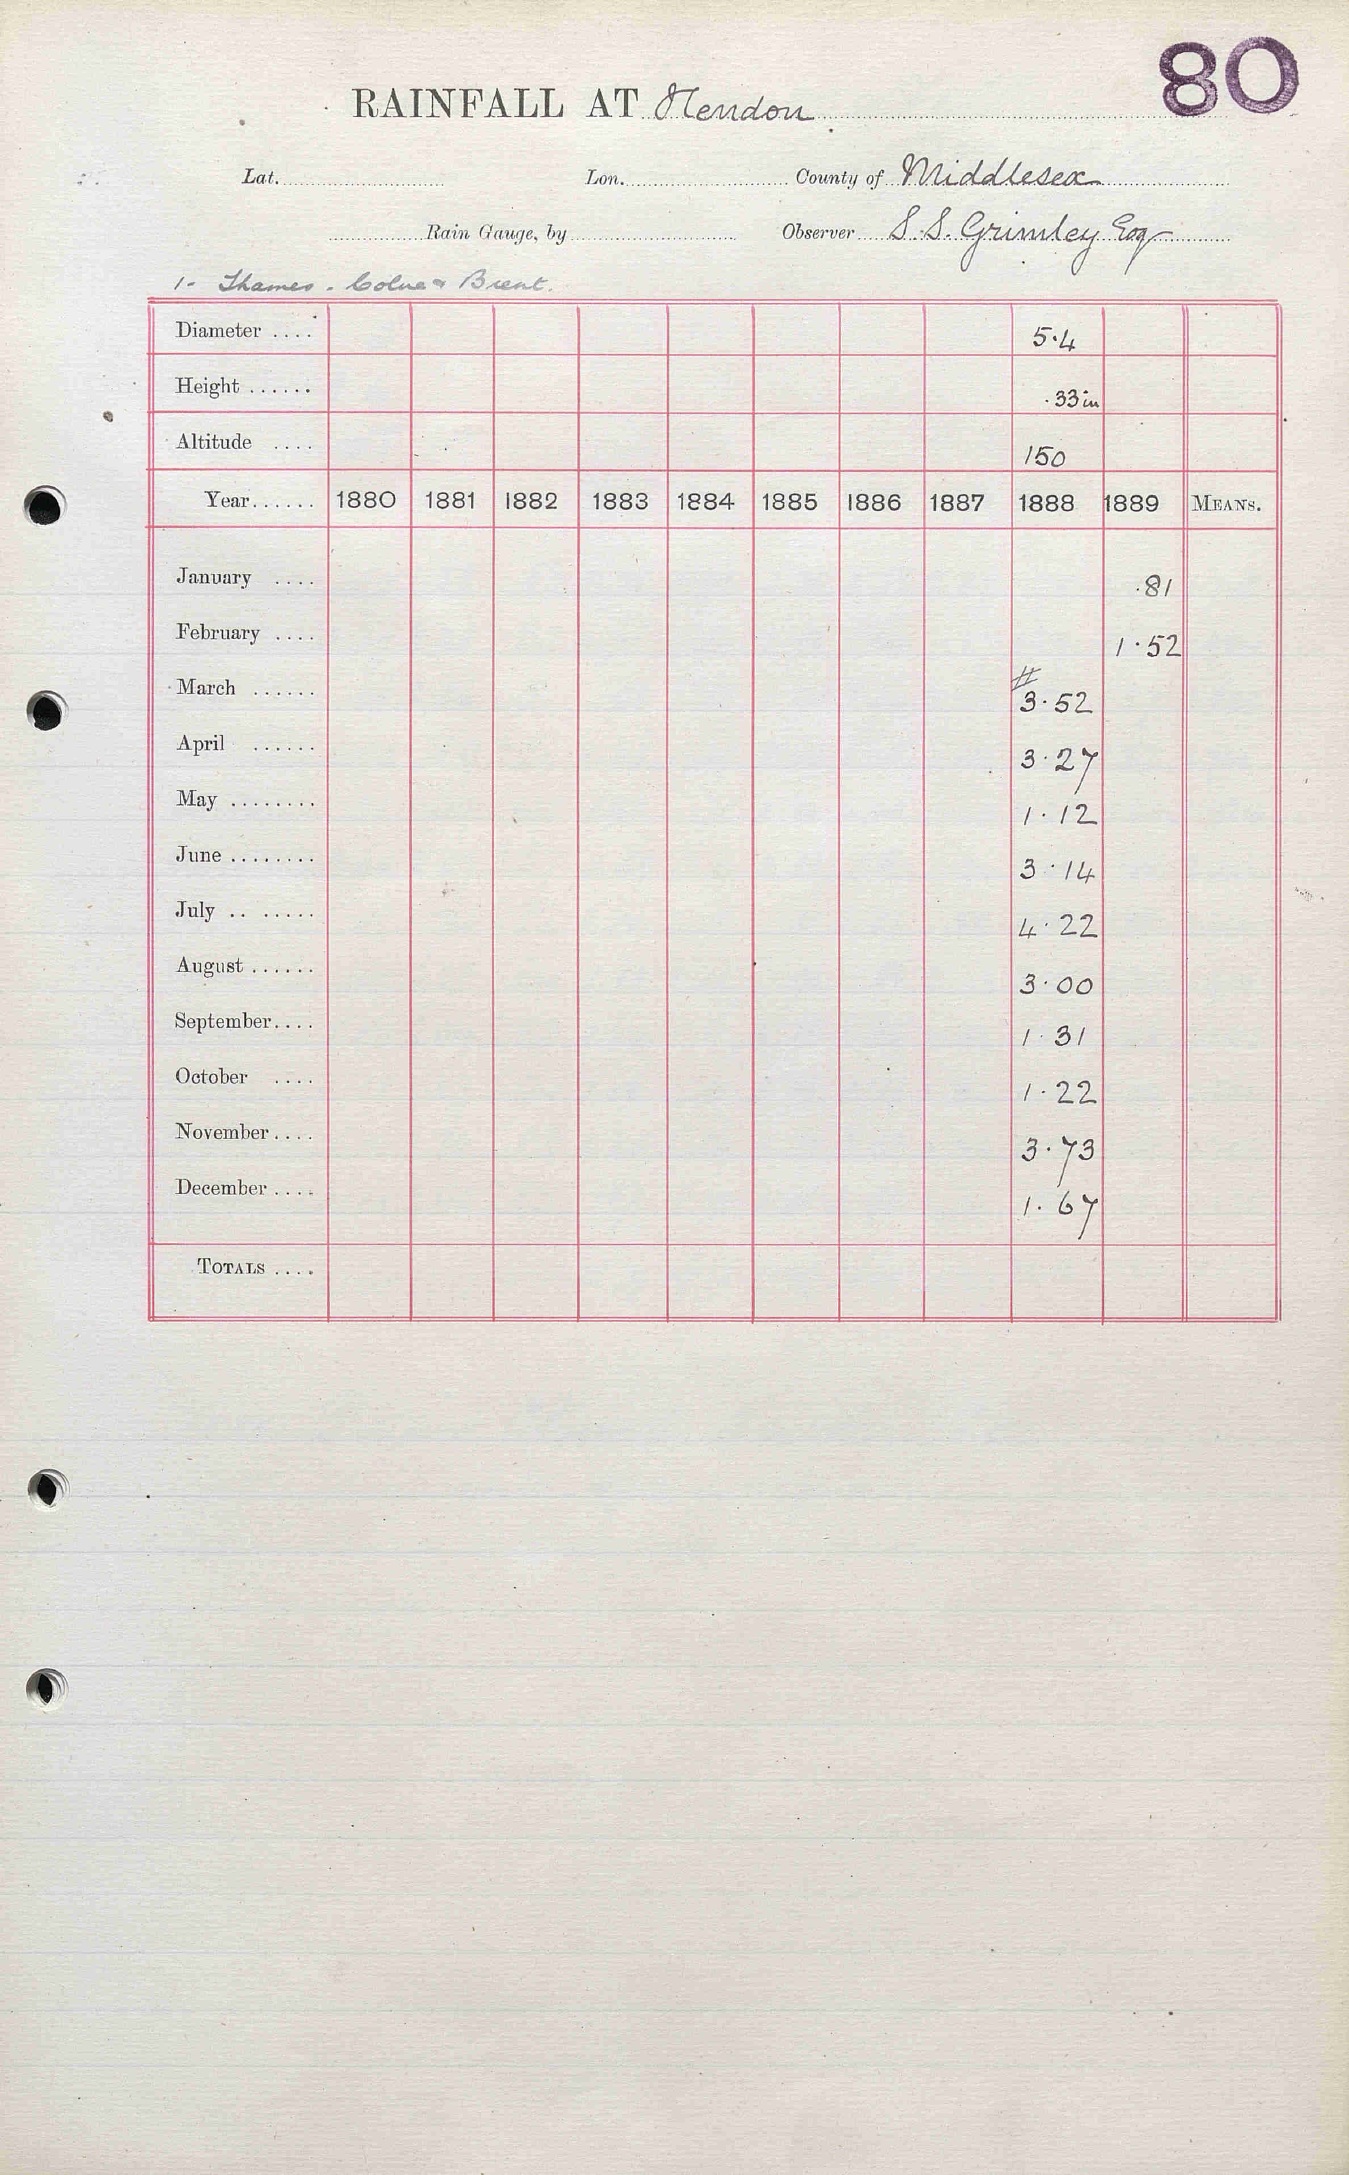 80
RAINFALL AT Hendon
Lat. Lon. County of Middlesex
Rain Gauge, by Observer S. S. Grimley Esq
1- Thames - Colne & Brent.
Diameter .... 5.4
Height ...... .33 in
Altitude .... 150
Year...... 1880 1881 1882 1883 1884 1885 1886 1887 1888 1889 MEANS.
January .... .81
February .... 1.52
March ...... # 3.52
April ...... 3.27
May ........ 1.12
June ........ 3.14
July .. ..... 4.22
August ...... 3.00
September.... 1.31
October .... 1.22
November.... 3.73
December .... 1.67
TOTALS ....